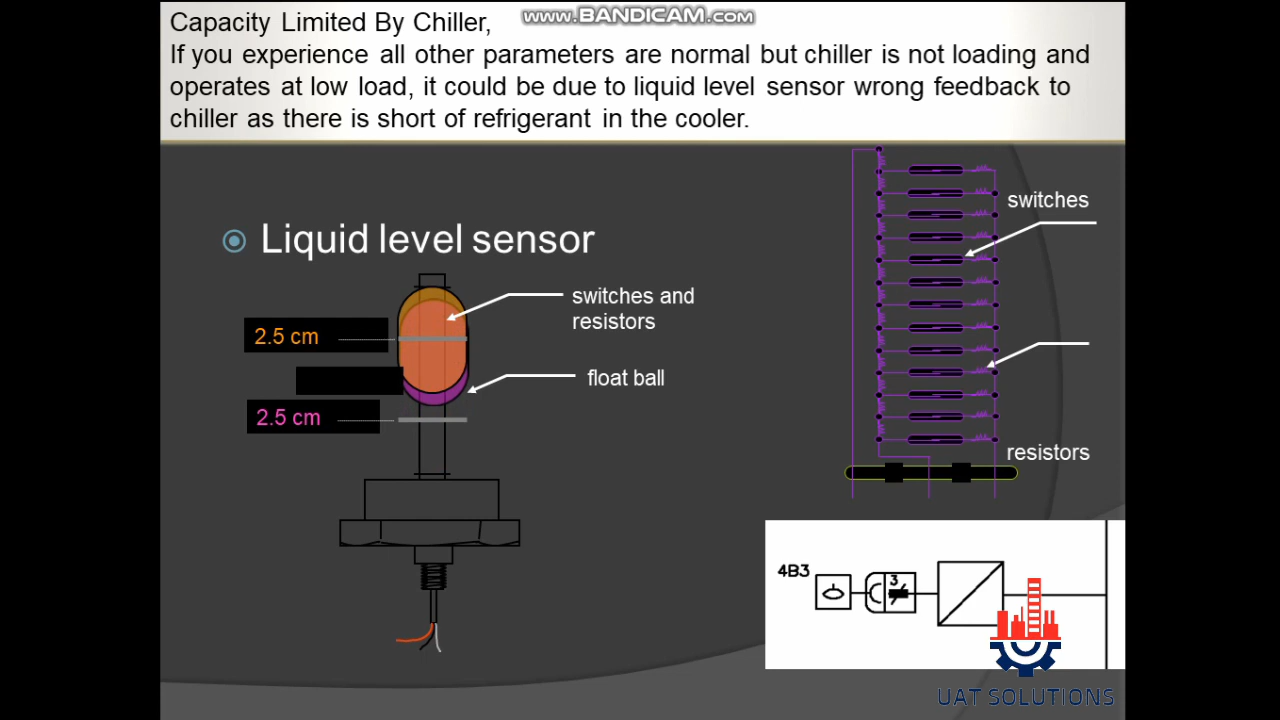 www.BANDICAM.com
Capacity Limited By Chiller,
If you experience all other parameters are normal but chiller is not loading and
operates at low load, it could be due to liquid level sensor wrong feedback to
chiller as there is short of refrigerant in the cooler.
switches
Liquid level sensor
switches and
resistors
2.5 cm
float ball
2.5 cm
resistors
4B3
3
UAT SOLUTIONS